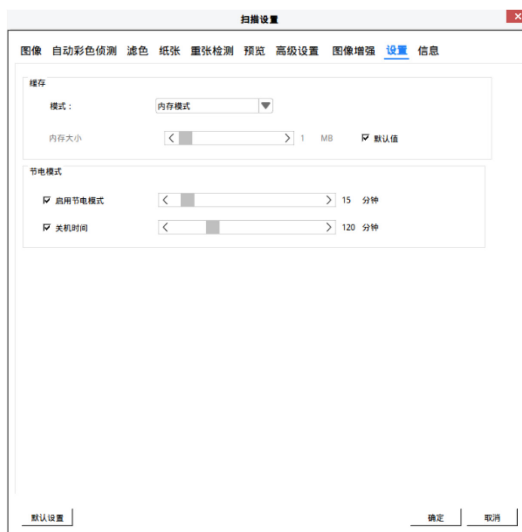 扫描设置
图像 自动彩色侦测 滤色 纸张 重张检测 预览 高级设置 图像增强 设置 信息
缓存
模式： 内存模式
内存大小 1 MB 默认值
节电模式
启用节电模式 15 分钟
关机时间 120 分钟
默认设置 确定 取消